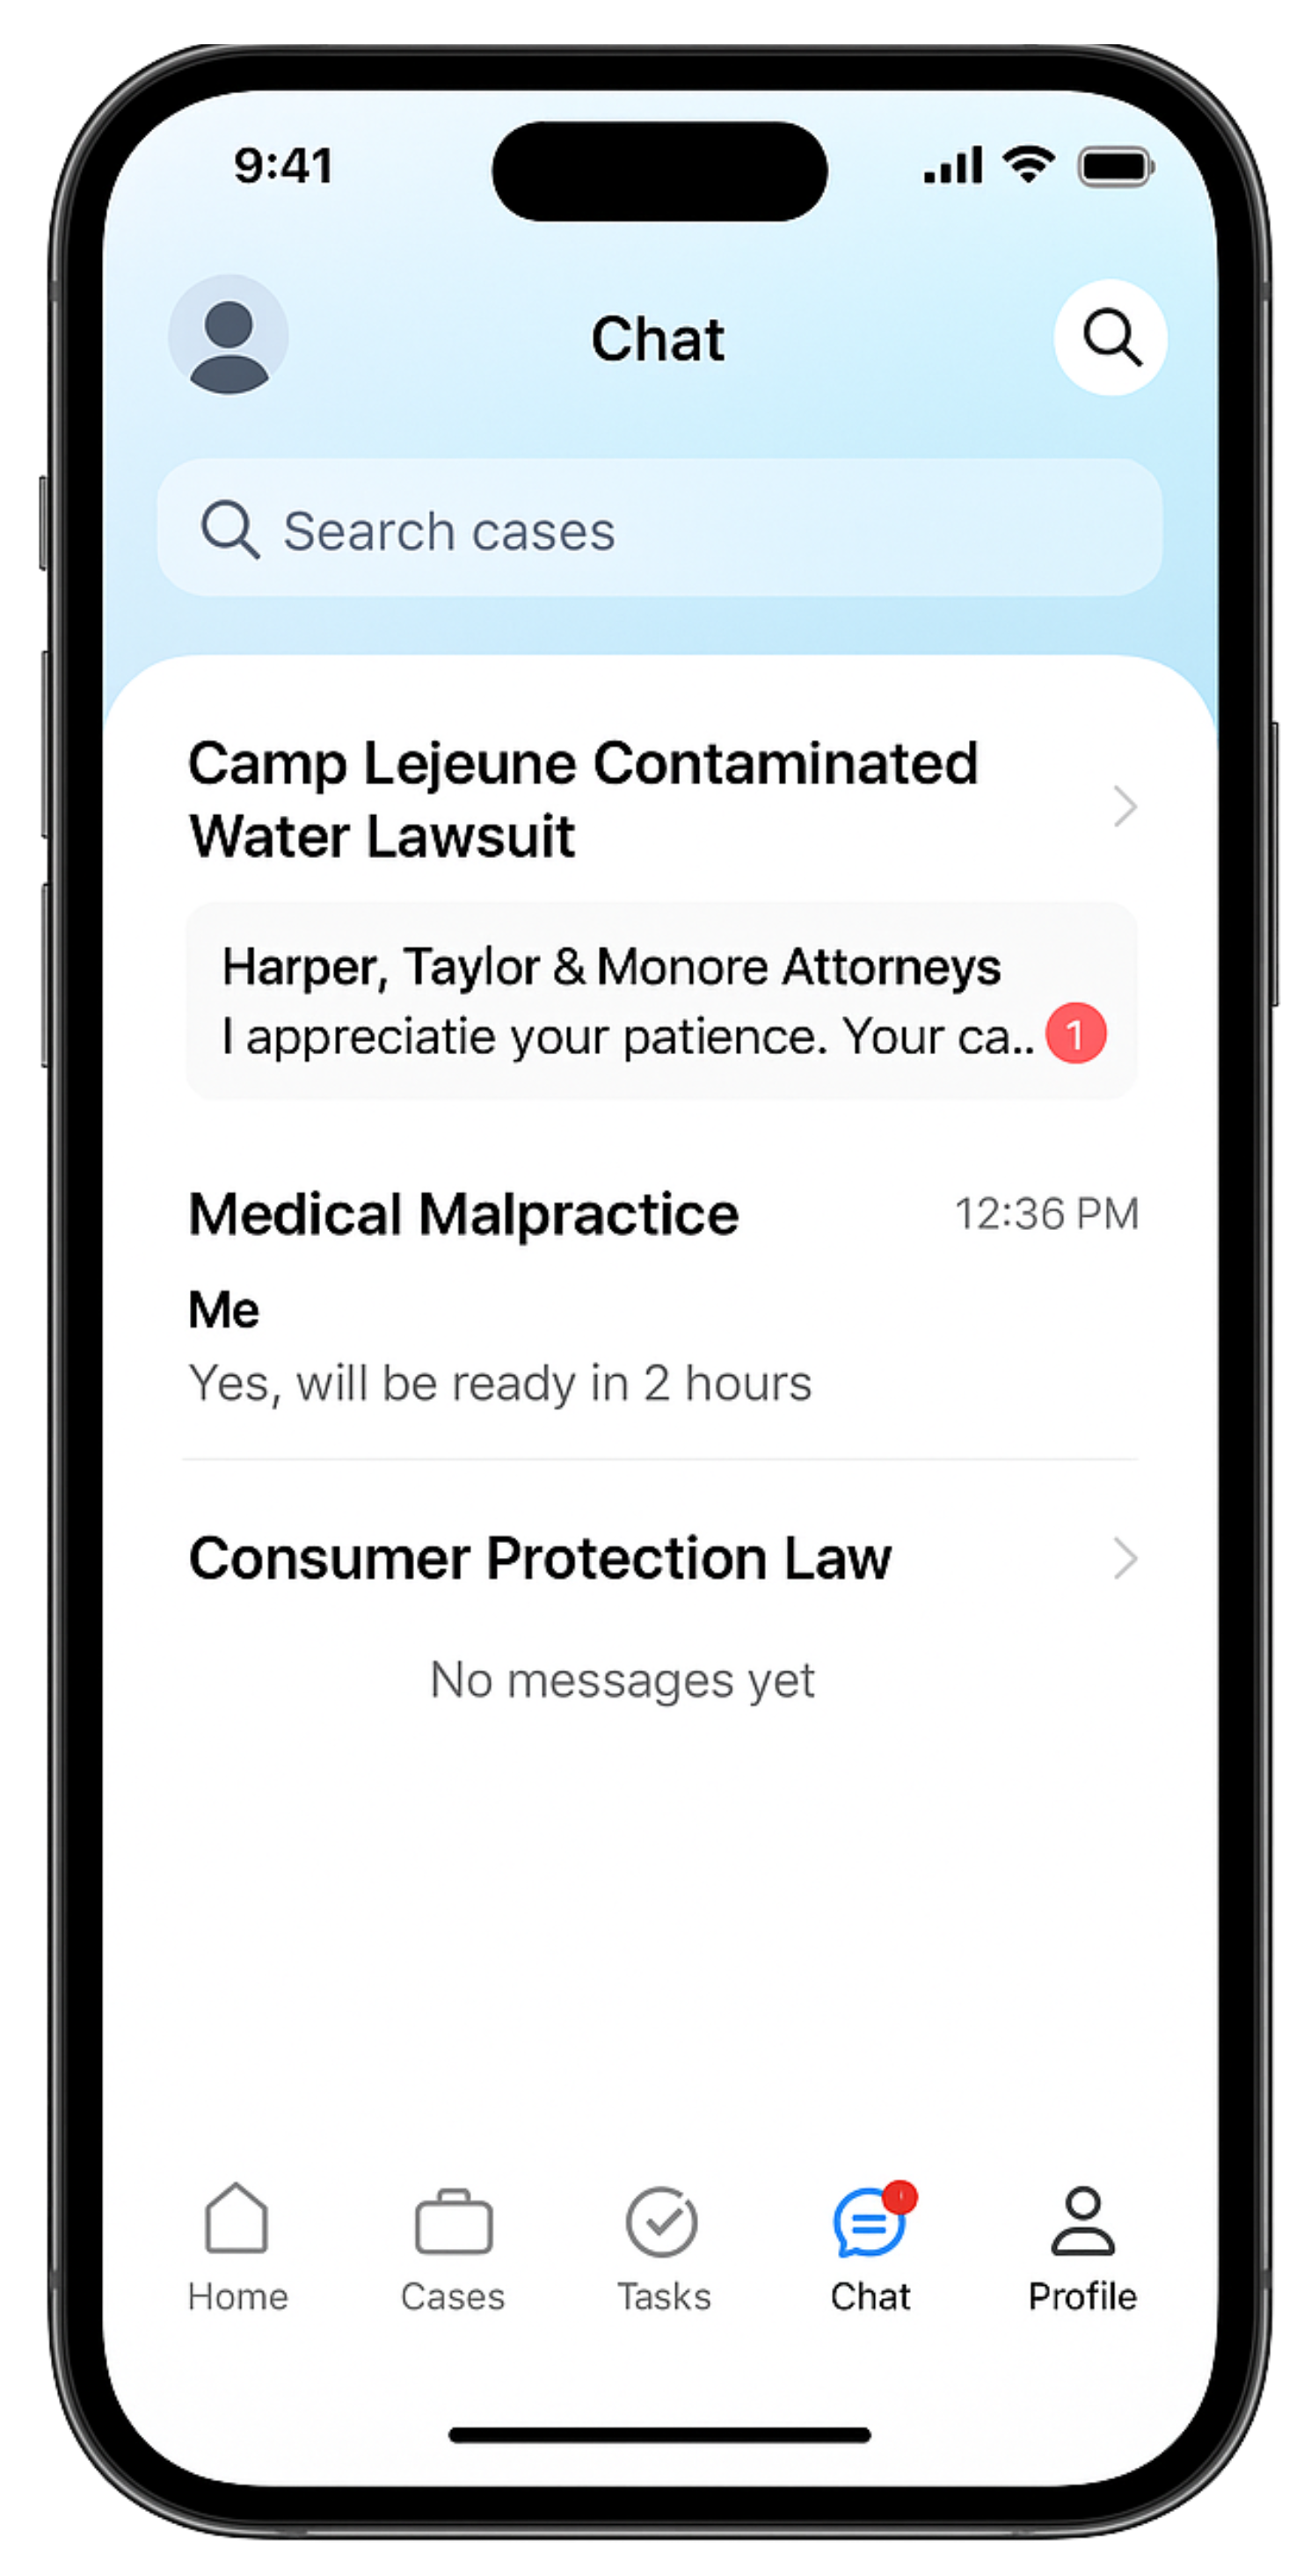 9:41
Chat
Search cases
Camp Lejeune Contaminated
Water Lawsuit
Harper, Taylor & Monore Attorneys
I appreciatie your patience. Your ca..
1
Medical Malpractice
12:36 PM
Me
Yes, will be ready in 2 hours
Consumer Protection Law
No messages yet
Home
Cases
Tasks
Chat
Profile